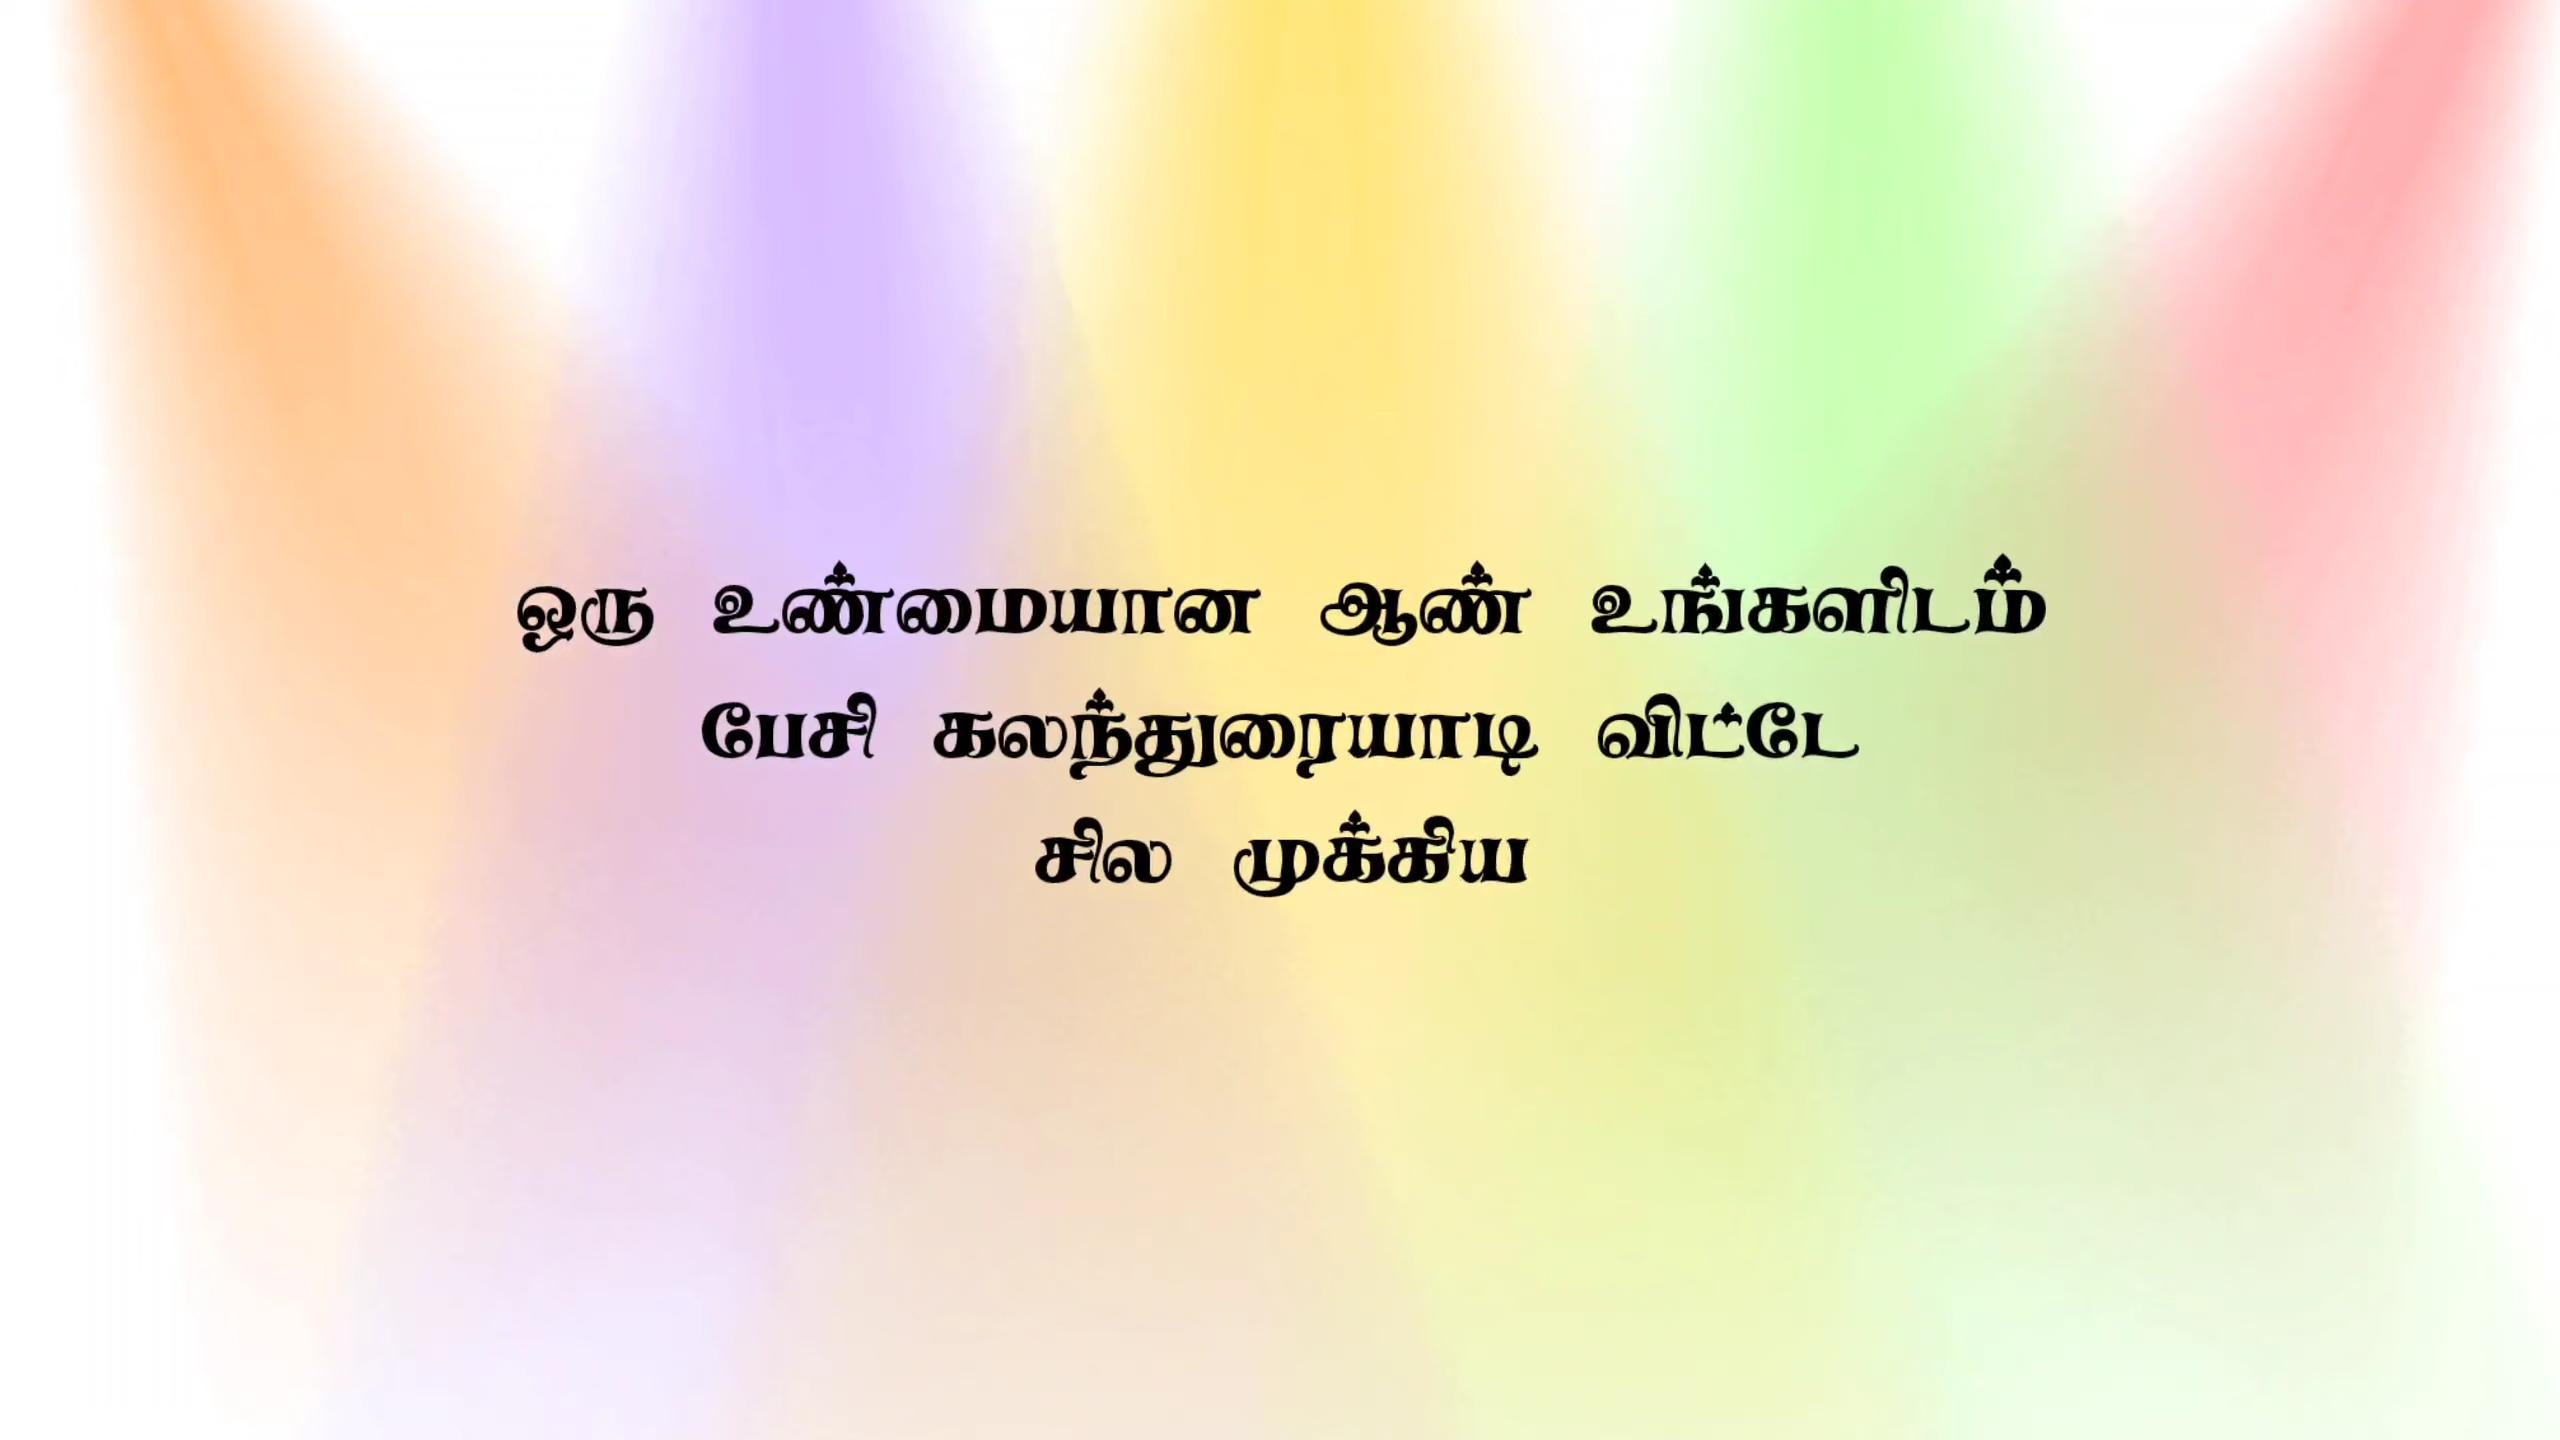 ஒரு உண்மையான ஆண் உங்களிடம்
பேசி கலந்துரையாடி விட்டே
சில முக்கிய